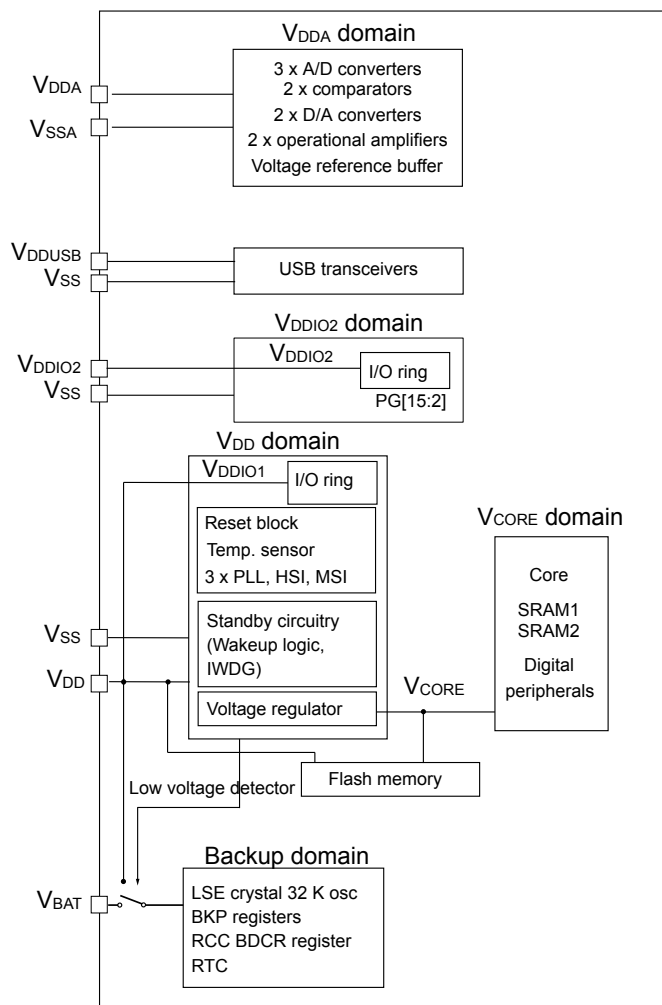 VDDA domain
3 x A/D converters
2 x comparators
2 x D/A converters
2 x operational amplifiers
Voltage reference buffer
VDDA
VSSA
VDDUSB
VSS
USB transceivers
VDDIO2 domain
VDDIO2
VDDIO2
I/O ring
VSS
PG[15:2]
VDD domain
VDDIO1
I/O ring
Reset block
Temp. sensor
3 x PLL, HSI, MSI
VSS
Standby circuitry
(Wakeup logic,
IWDG)
VDD
Voltage regulator
VCORE
VCORE domain
Core
SRAM1
SRAM2
Digital
peripherals
Flash memory
Low voltage detector
Backup domain
VBAT
LSE crystal 32 K osc
BKP registers
RCC BDCR register
RTC